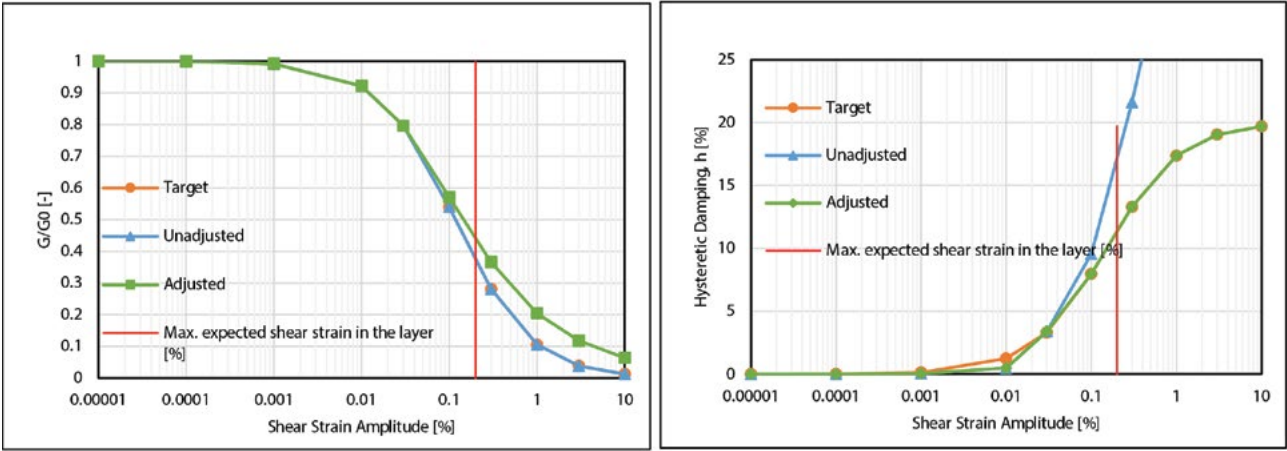 1
0.9
0.8
0.7
0.6
0.5
0.4
0.3
0.2
0.1
0
G/G0 [-]
Target
Unadjusted
Adjusted
Max. expected shear strain in the layer
[%]
0.00001 0.0001 0.001 0.01 0.1 1 10
Shear Strain Amplitude [%]
25
20
15
10
5
0
Hysteretic Damping, h [%]
Target
Unadjusted
Adjusted
Max. expected shear strain in the layer [%]
0.00001 0.0001 0.001 0.01 0.1 1 10
Shear Strain Amplitude [%]